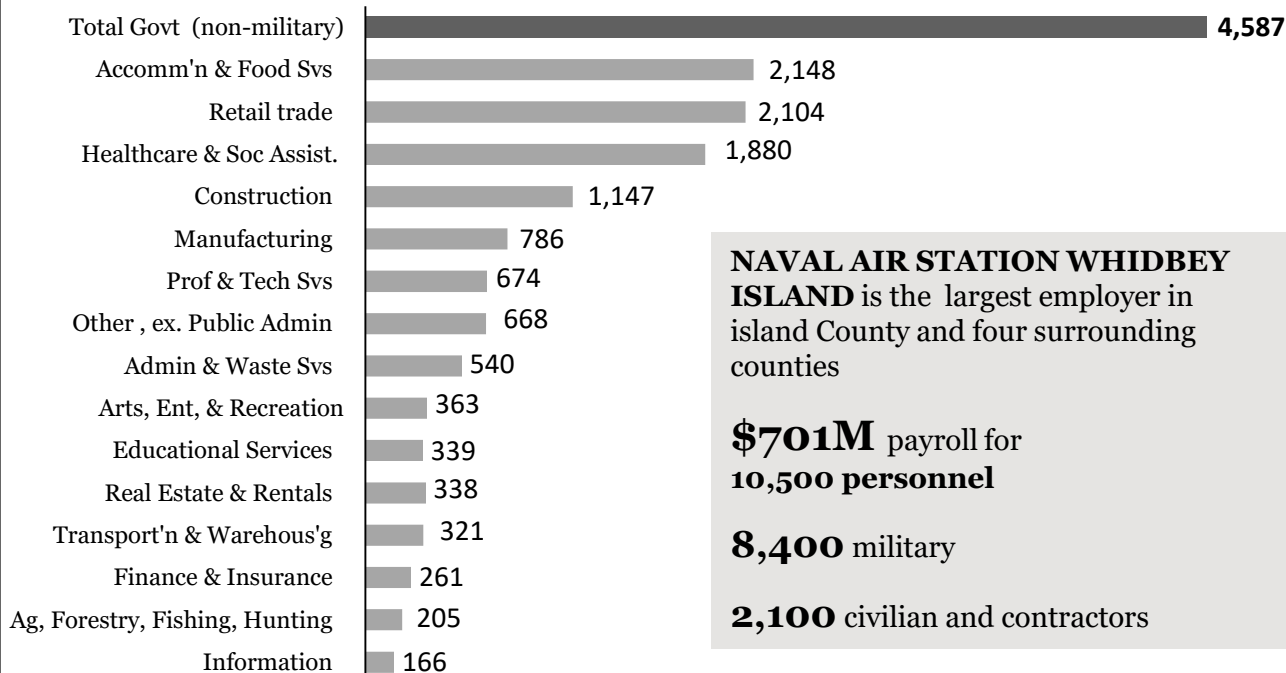 Total Govt (non-military) 4,587
Accomm'n & Food Svs 2,148
Retail trade 2,104
Healthcare & Soc Assist. 1,880
Construction 1,147
Manufacturing 786
Prof & Tech Svs 674
Other , ex. Public Admin 668
Admin & Waste Svs 540
Arts, Ent, & Recreation 363
Educational Services 339
Real Estate & Rentals 338
Transport'n & Warehous'g 321
Finance & Insurance 261
Ag, Forestry, Fishing, Hunting 205
Information 166
NAVAL AIR STATION WHIDBEY
ISLAND is the largest employer in
island County and four surrounding
counties
$701M payroll for
10,500 personnel
8,400 military
2,100 civilian and contractors